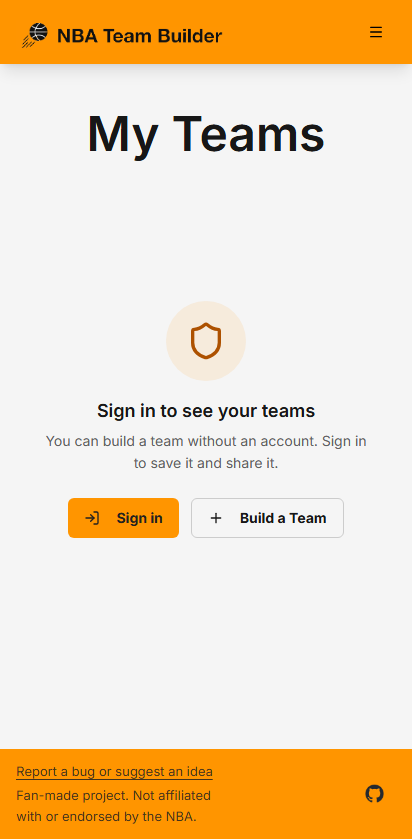 NBA Team Builder
My Teams
Sign in to see your teams
You can build a team without an account. Sign in
to save it and share it.
Sign in
Build a Team
Report a bug or suggest an idea
Fan-made project. Not affiliated
with or endorsed by the NBA.